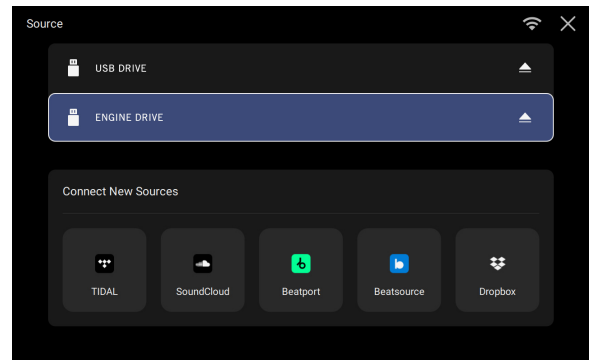 Source
USB DRIVE
ENGINE DRIVE
Connect New Sources
TIDAL SoundCloud Beatport Beatsource Dropbox